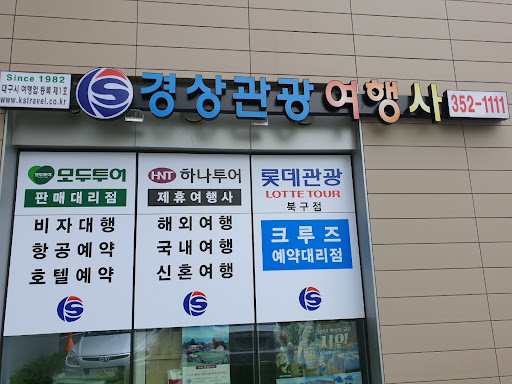 Since 1982
대구시 여행업 등록 제1호
www.kstravel.co.kr
KS 경상관광여행사 352-1111
모두투어
판매대리점
비자대행
항공예약
호텔예약
HNT 하나투어
제휴여행사
해외여행
국내여행
신혼여행
롯데관광
LOTTE TOUR
북구점
크루즈
예약대리점